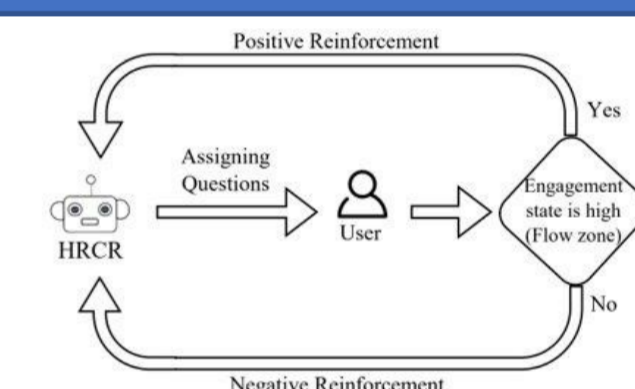 Positive Reinforcement
Yes
Assigning
Questions
Engagement
state is high
(Flow zone)
User
HRCR
No
Negative Reinforcement